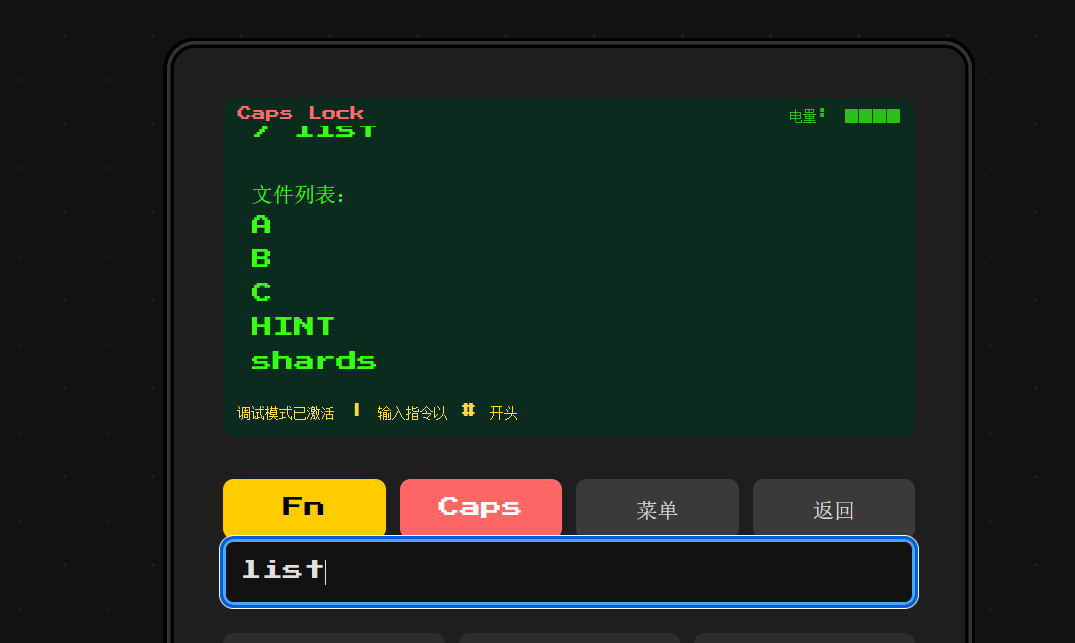 Caps Lock 电量: ████
> list
文件列表:
A
B
C
HINT
shards
调试模式已激活 | 输入指令以 # 开头
Fn Caps 菜单 返回
list